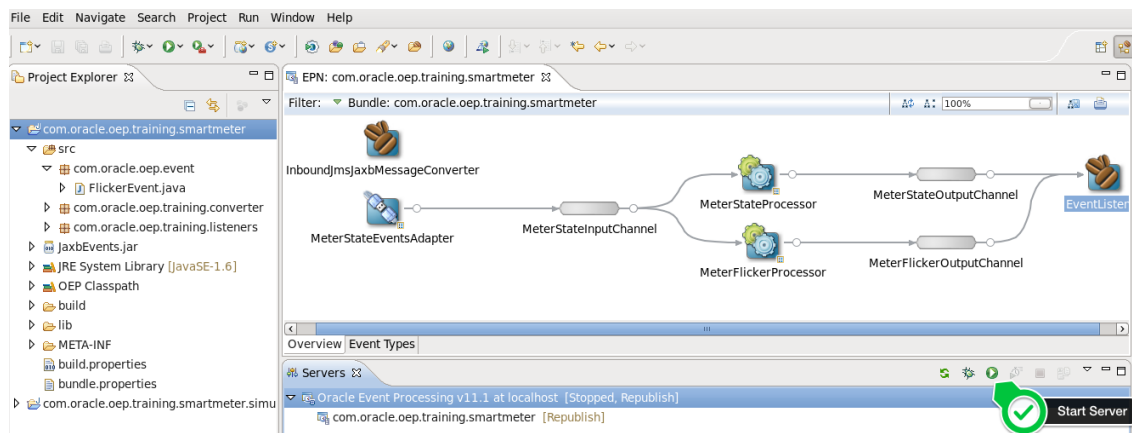 File Edit Navigate Search Project Run Window Help
Project Explorer
EPN: com.oracle.oep.training.smartmeter
Filter: Bundle: com.oracle.oep.training.smartmeter
100%
com.oracle.oep.training.smartmeter
src
com.oracle.oep.event
FlickerEvent.java
com.oracle.oep.training.converter
com.oracle.oep.training.listeners
JaxbEvents.jar
JRE System Library [JavaSE-1.6]
OEP Classpath
build
lib
META-INF
build.properties
bundle.properties
com.oracle.oep.training.smartmeter.simu
InboundJmsJaxbMessageConverter
MeterStateEventsAdapter
MeterStateInputChannel
MeterStateProcessor
MeterFlickerProcessor
MeterStateOutputChannel
MeterFlickerOutputChannel
EventListen
Overview Event Types
Servers
Oracle Event Processing v11.1 at localhost [Stopped, Republish]
com.oracle.oep.training.smartmeter [Republish]
Start Server